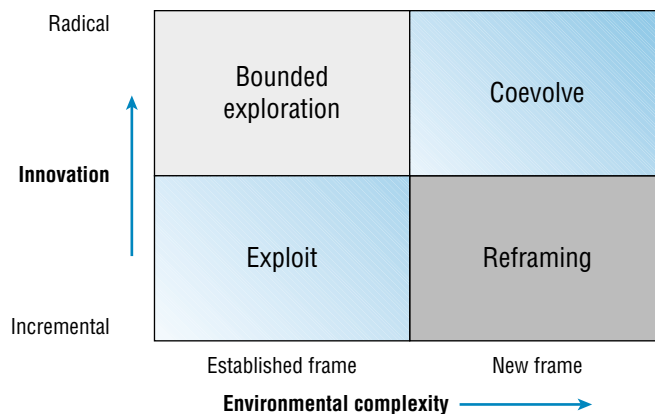 Radical
Bounded
exploration
Coevolve
Innovation
Exploit
Reframing
Incremental
Established frame
New frame
Environmental complexity